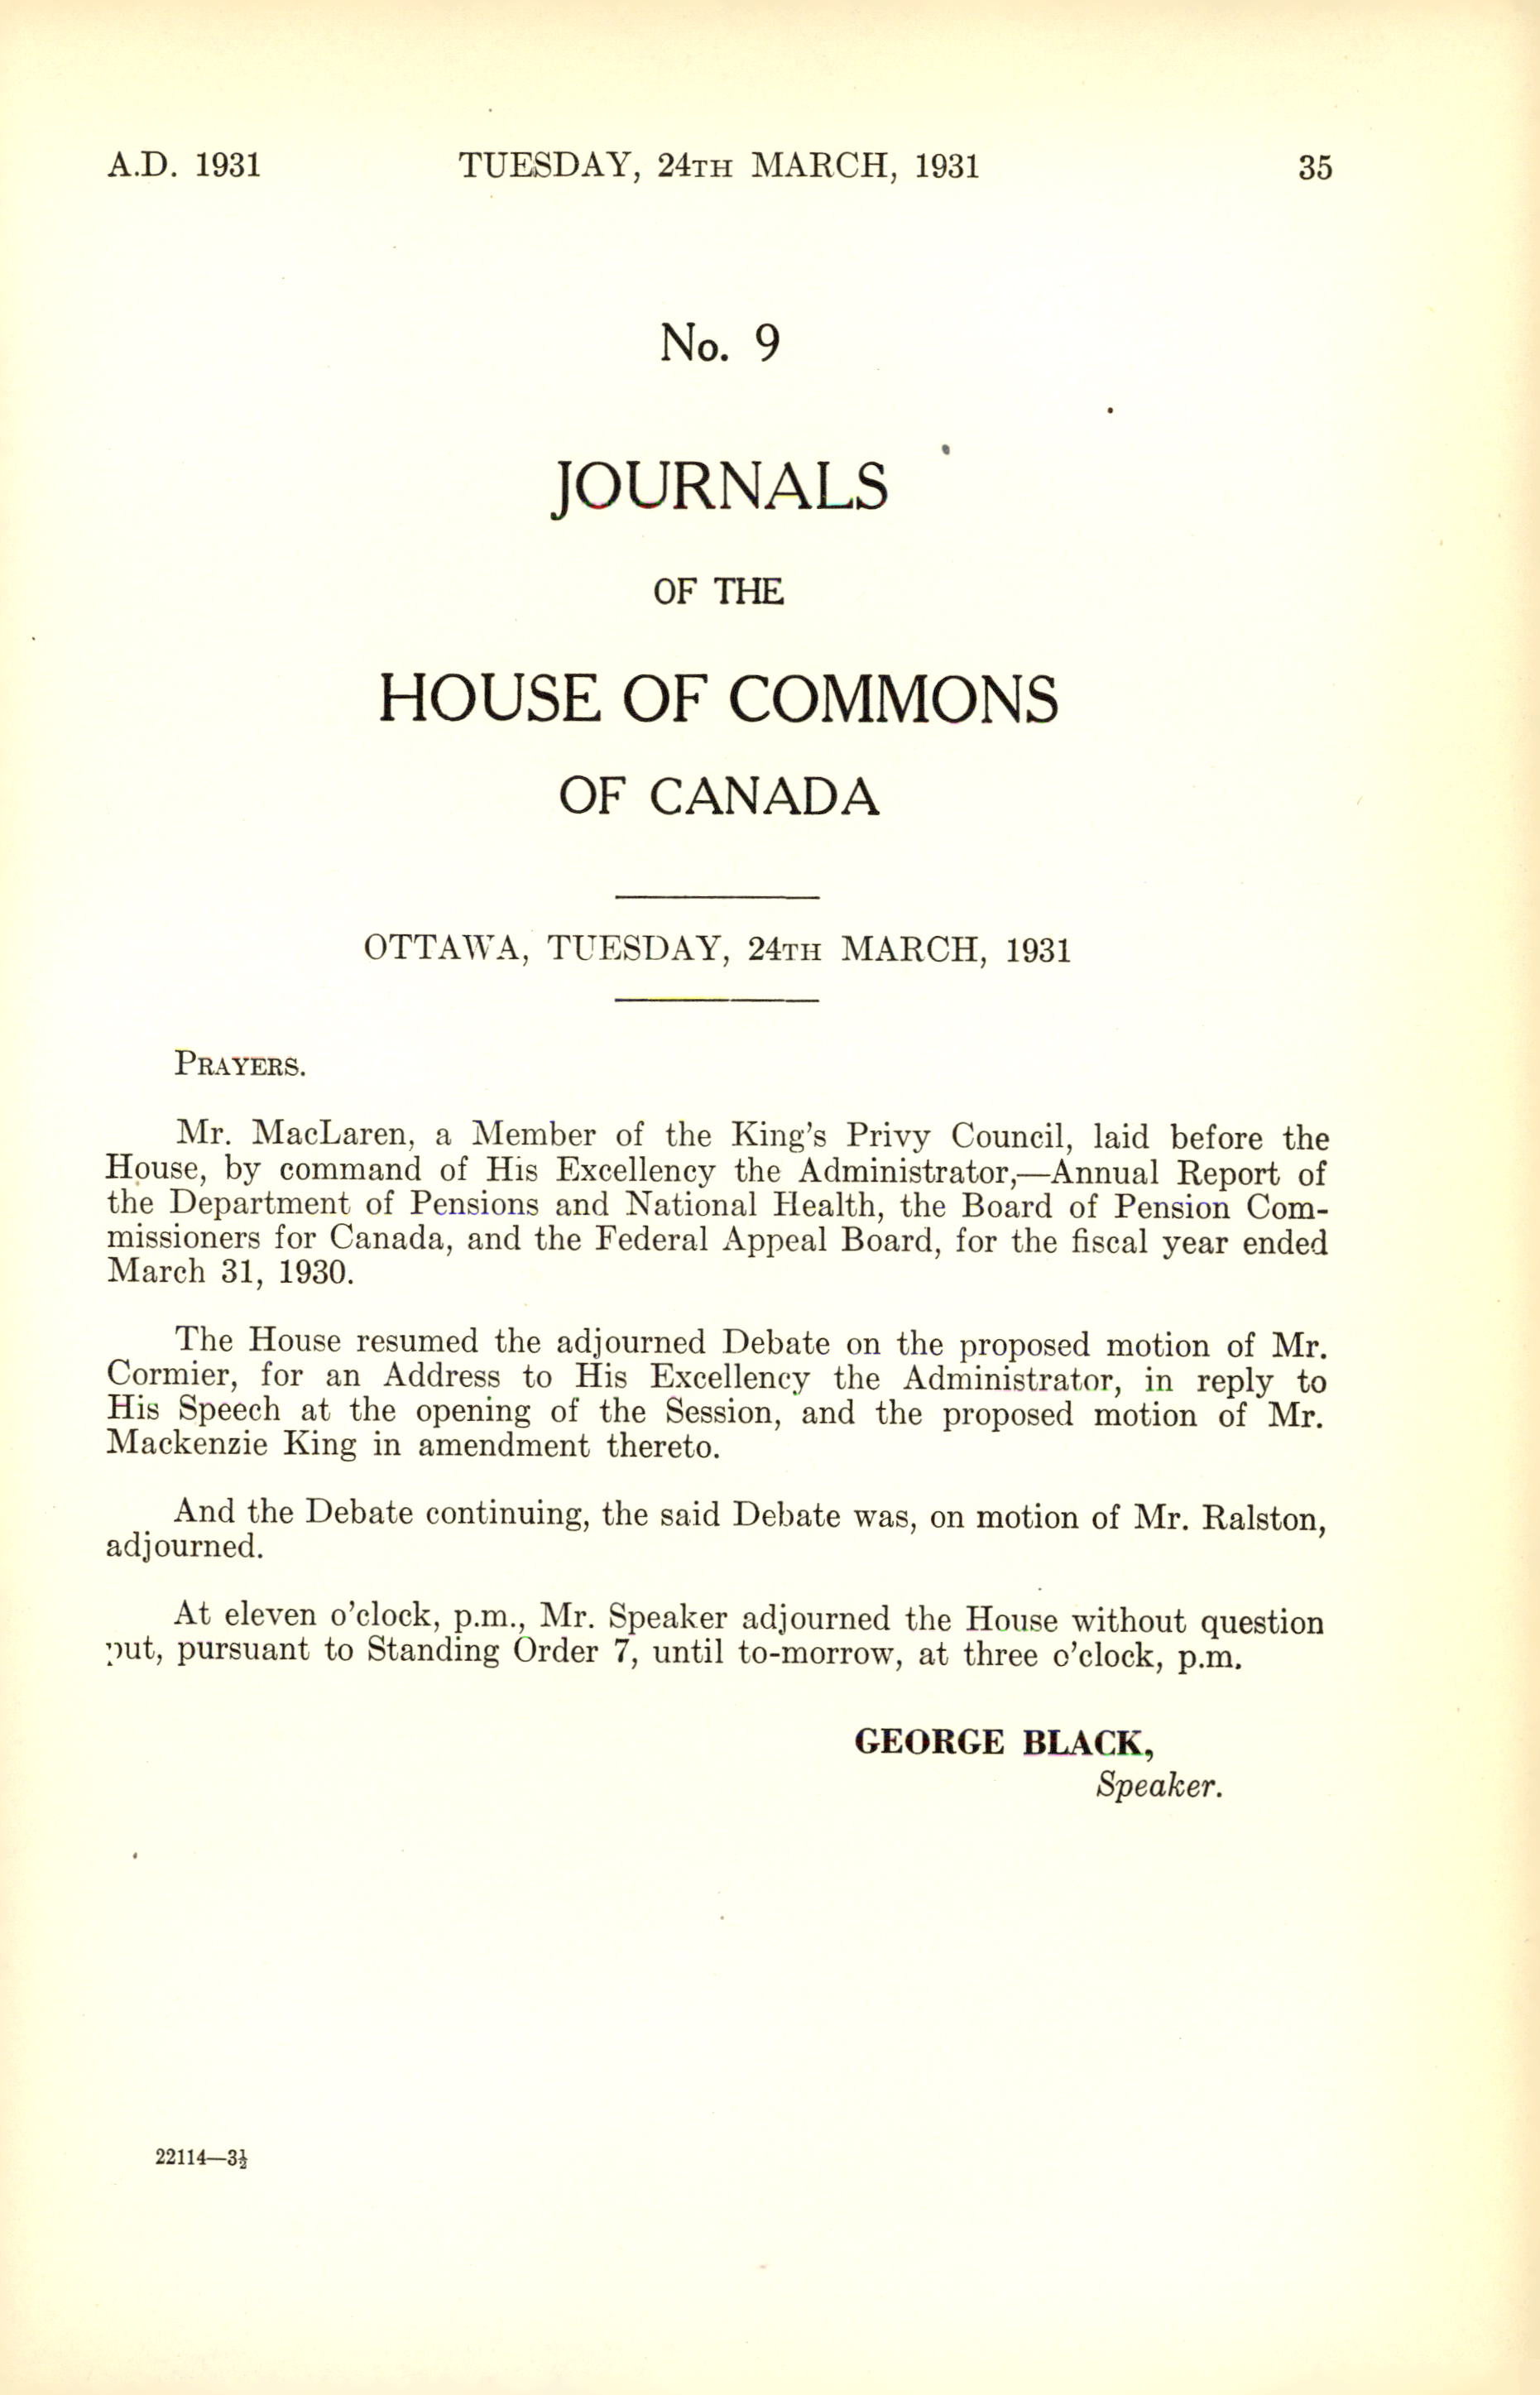 A.D. 1931 TUESDAY, 24TH MARCH, 1931 35
No. 9
JOURNALS
OF THE
HOUSE OF COMMONS
OF CANADA
OTTAWA, TUESDAY, 24TH MARCH, 1931
PRAYERS.
Mr. MacLaren, a Member of the King's Privy Council, laid before the
House, by command of His Excellency the Administrator,—Annual Report of
the Department of Pensions and National Health, the Board of Pension Com-
missioners for Canada, and the Federal Appeal Board, for the fiscal year ended
March 31, 1930.
The House resumed the adjourned Debate on the proposed motion of Mr.
Cormier, for an Address to His Excellency the Administrator, in reply to
His Speech at the opening of the Session, and the proposed motion of Mr.
Mackenzie King in amendment thereto.
And the Debate continuing, the said Debate was, on motion of Mr. Ralston,
adjourned.
At eleven o'clock, p.m., Mr. Speaker adjourned the House without question
put, pursuant to Standing Order 7, until to-morrow, at three o'clock, p.m.
GEORGE BLACK,
Speaker.
22114—3½